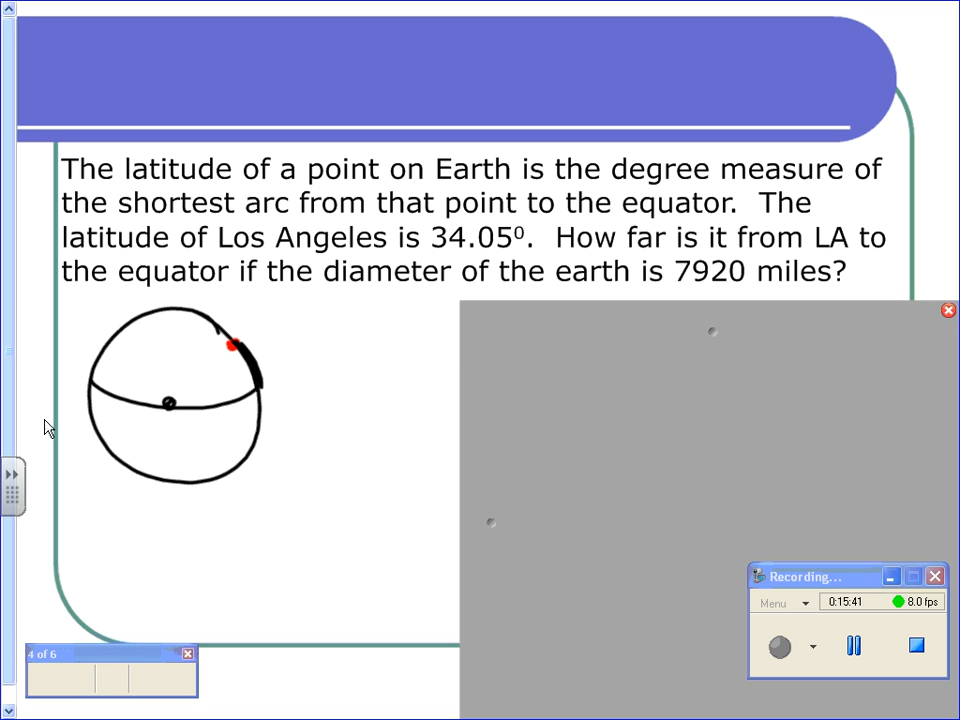 The latitude of a point on Earth is the degree measure of
the shortest arc from that point to the equator.  The
latitude of Los Angeles is 34.05⁰.  How far is it from LA to
the equator if the diameter of the earth is 7920 miles?
Recording...
Menu
0:15:41
8.0 fps
4 of 6